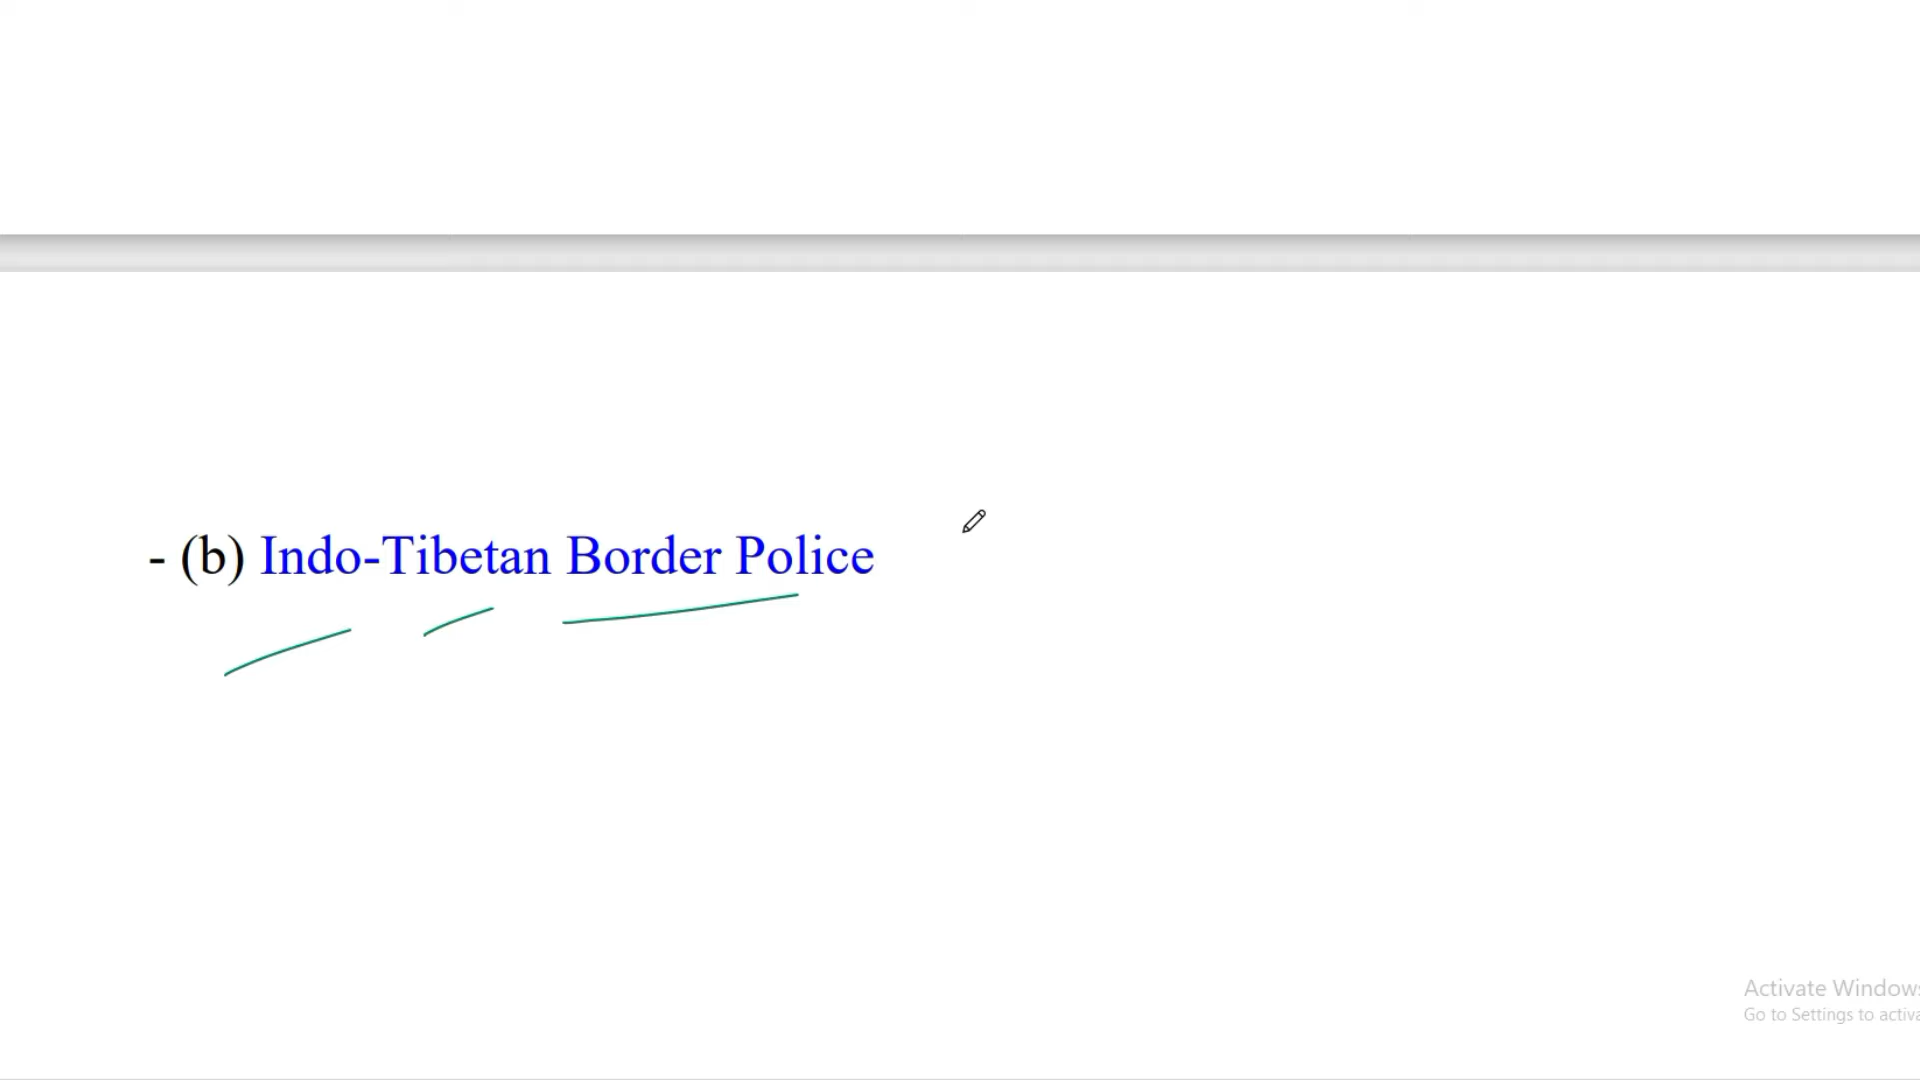 - (b) Indo-Tibetan Border Police
Activate Windows
Go to Settings to activa